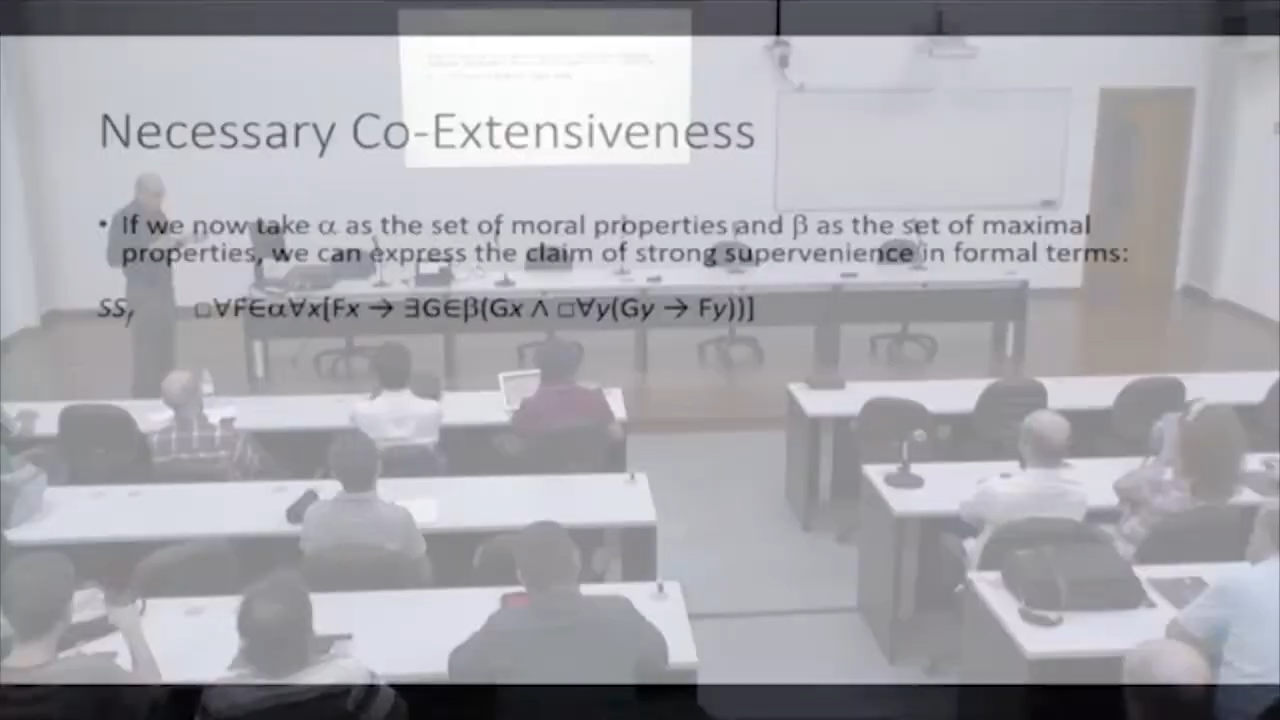 Necessary Co-Extensiveness
• If we now take α as the set of moral properties and β as the set of maximal
properties, we can express the claim of strong supervenience in formal terms:
SSf □∀F∈α∀x[Fx → ∃G∈β(Gx ∧ □∀y(Gy → Fy))]